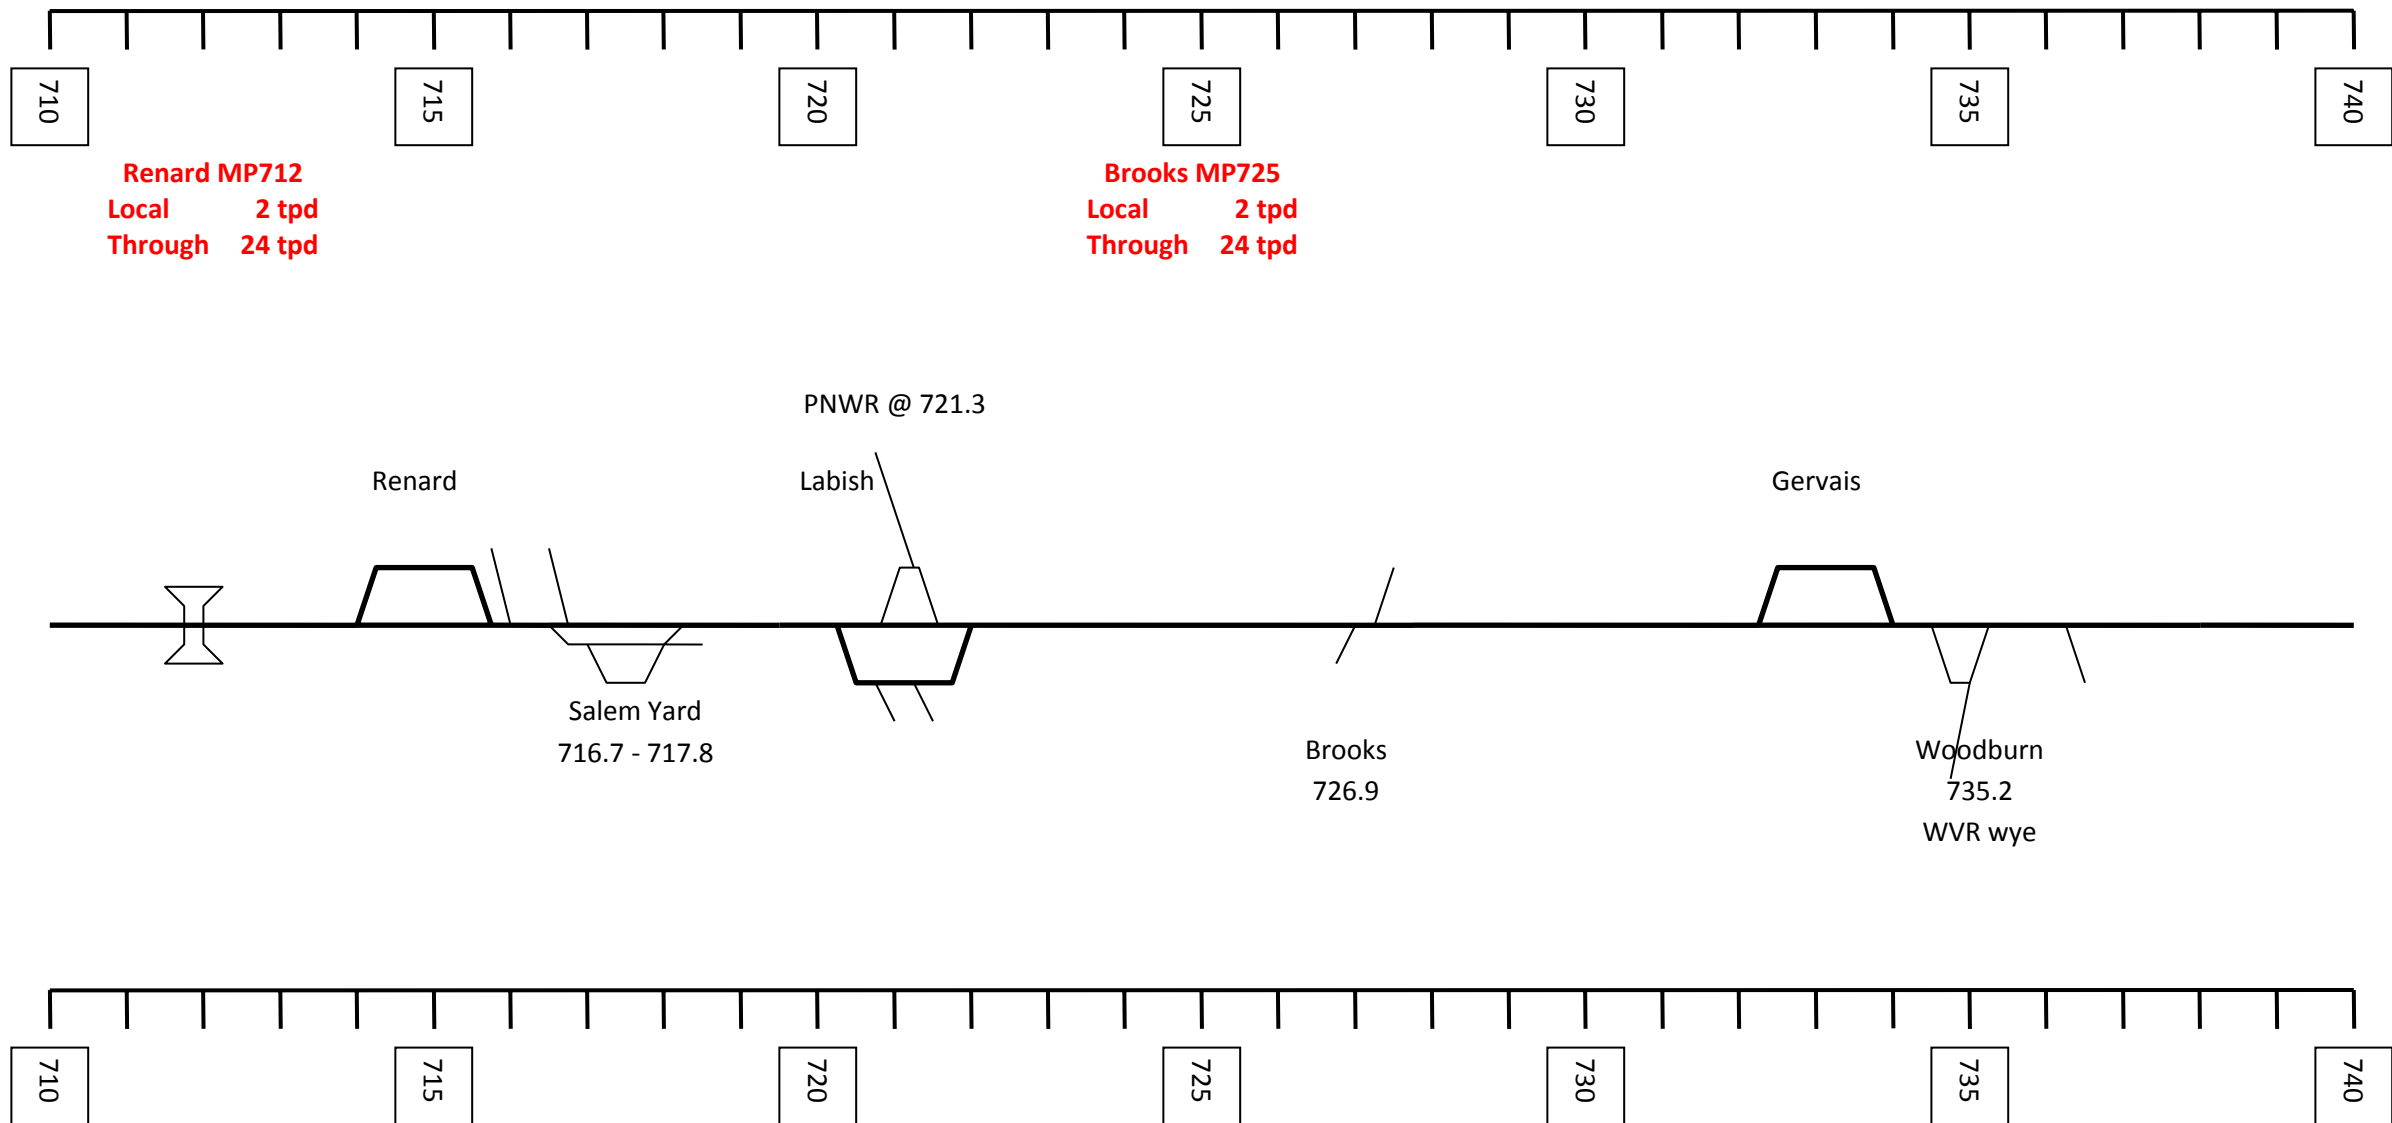 710 715 720 725 730 735 740
Renard MP712
Local 2 tpd
Through 24 tpd
Brooks MP725
Local 2 tpd
Through 24 tpd
PNWR @ 721.3
Renard
Labish
Gervais
Salem Yard
716.7 - 717.8
Brooks
726.9
Woodburn
735.2
WVR wye
710 715 720 725 730 735 740